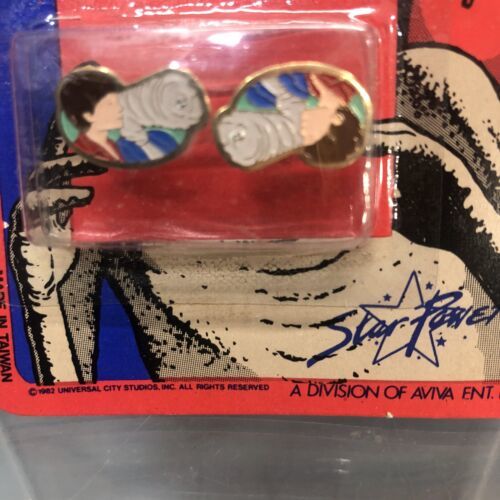 Star Power
MADE IN TAIWAN
©1982 UNIVERSAL CITY STUDIOS, INC. ALL RIGHTS RESERVED
A DIVISION OF AVIVA ENT.